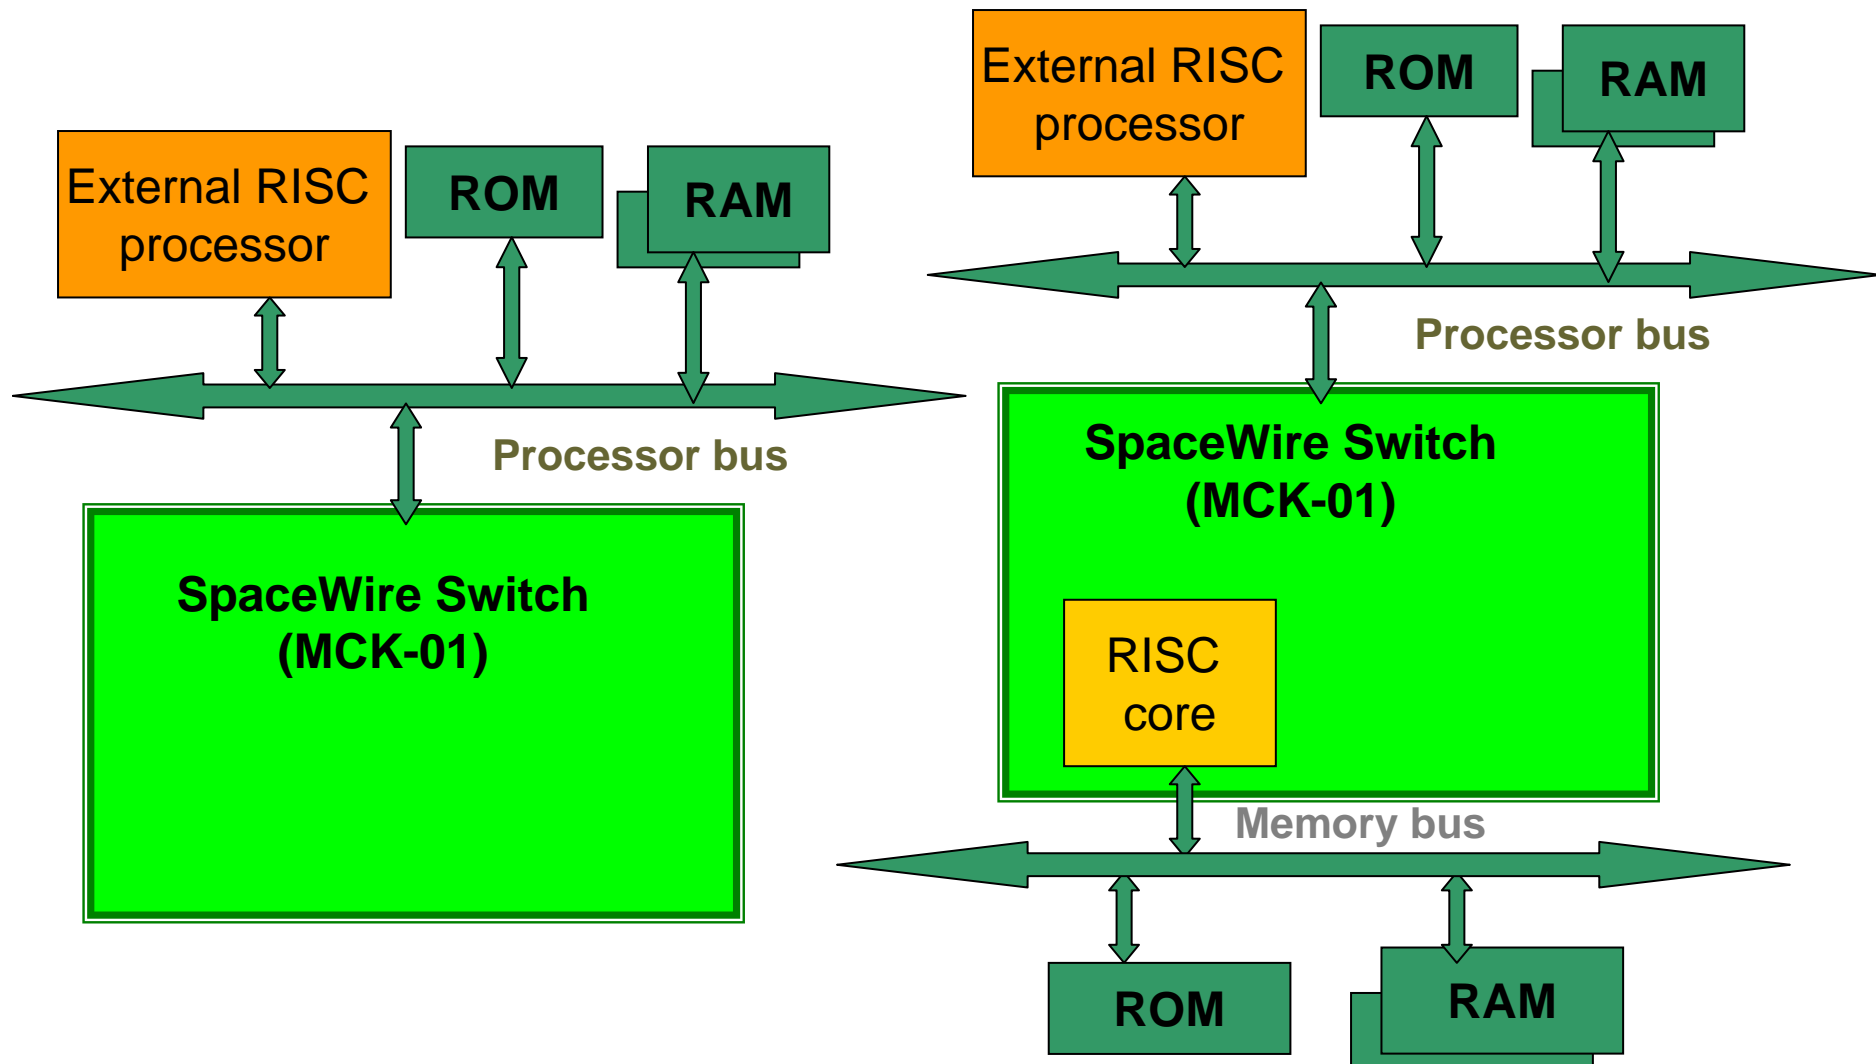 External RISC
processor
ROM
RAM
Processor bus
SpaceWire Switch
(MCK-01)
External RISC
processor
ROM
RAM
Processor bus
SpaceWire Switch
(MCK-01)
RISC
core
Memory bus
ROM
RAM